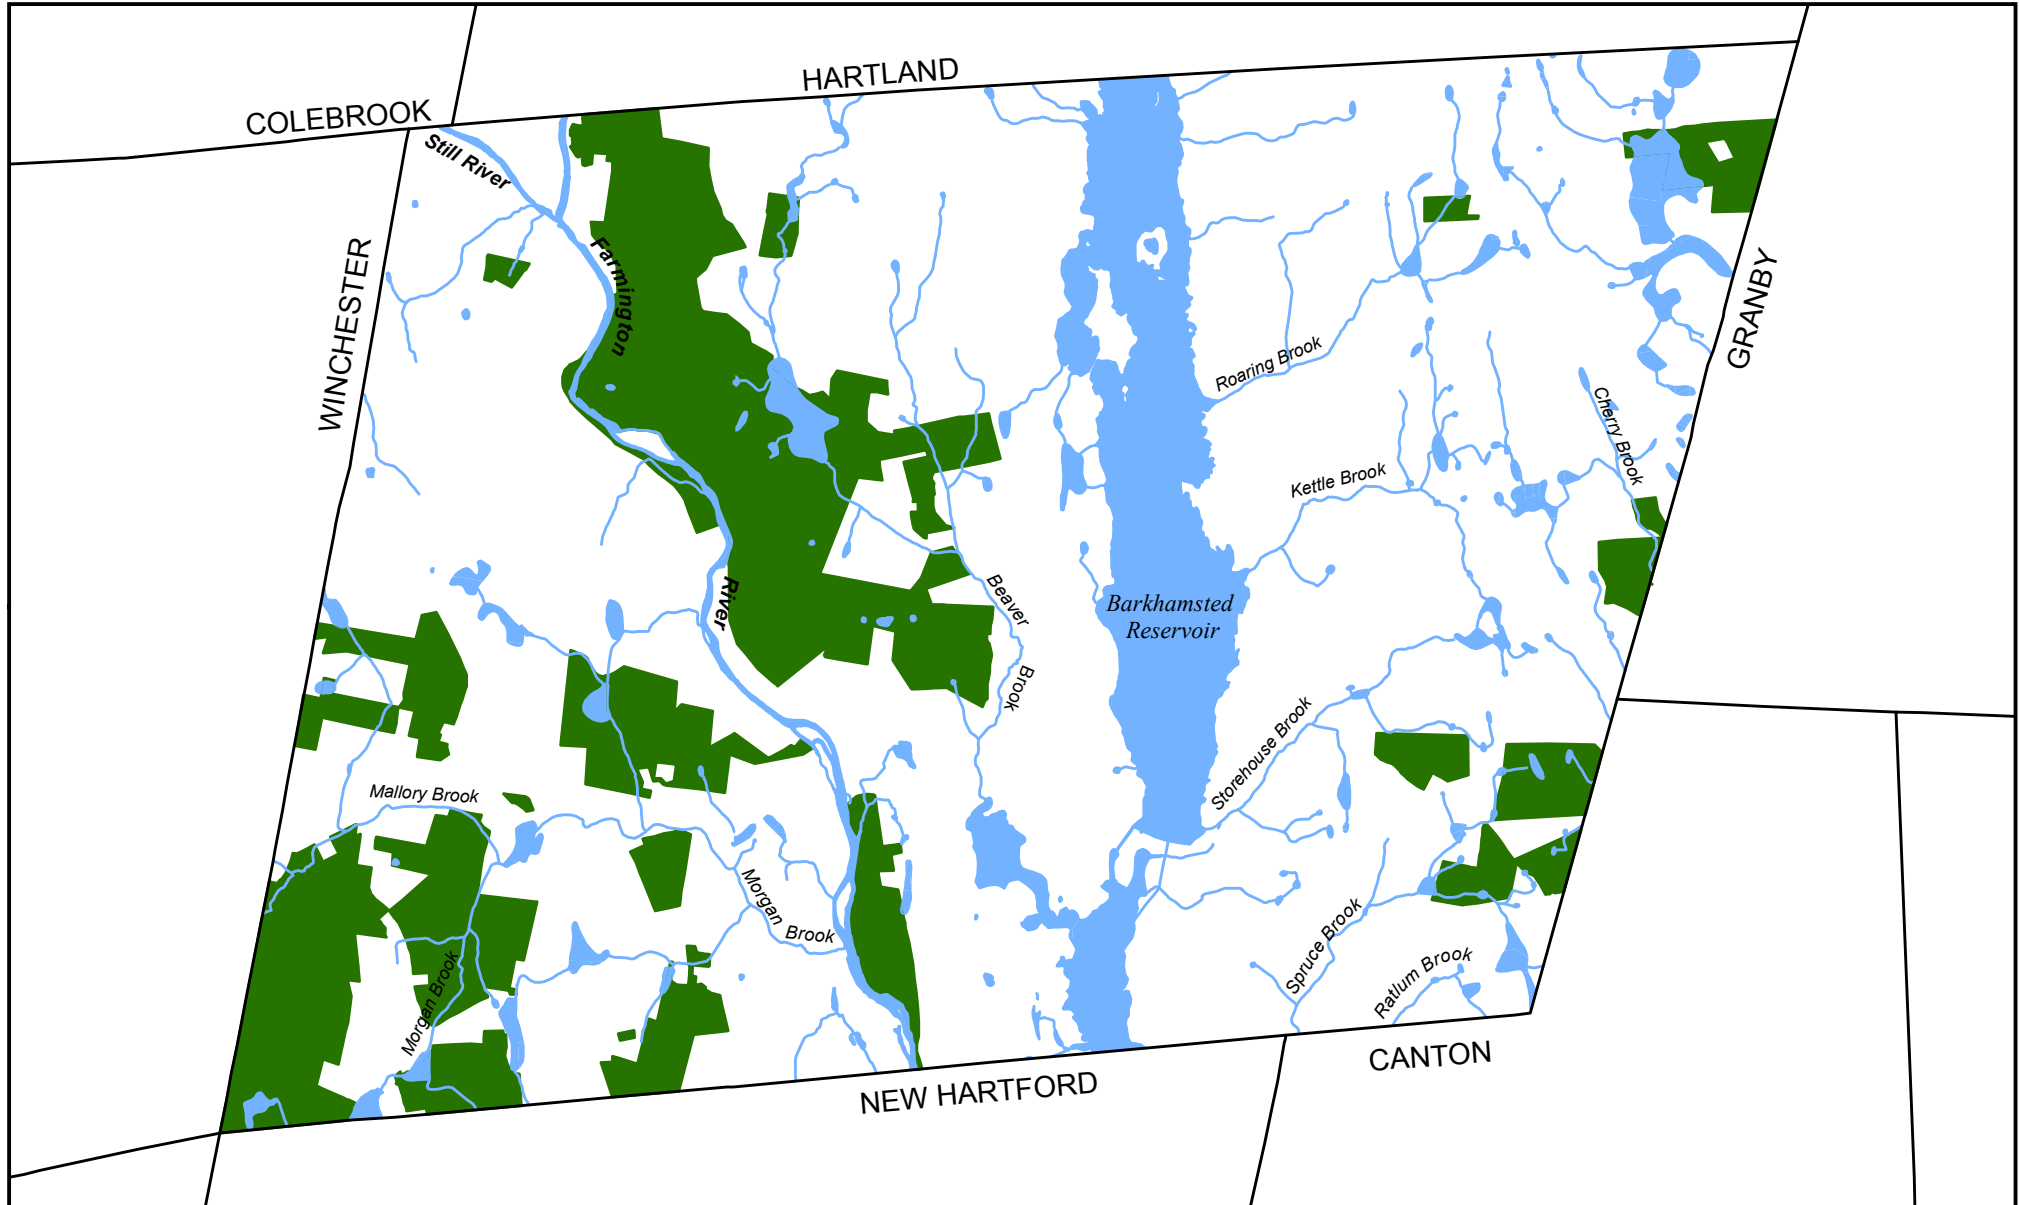 HARTLAND
COLEBROOK
Still River
WINCHESTER
Farmington
River
GRANBY
Roaring Brook
Cherry Brook
Kettle Brook
Beaver
Brook
Barkhamsted
Reservoir
Storehouse Brook
Mallory Brook
Morgan
Brook
Morgan Brook
Spruce Brook
Ratlum Brook
CANTON
NEW HARTFORD